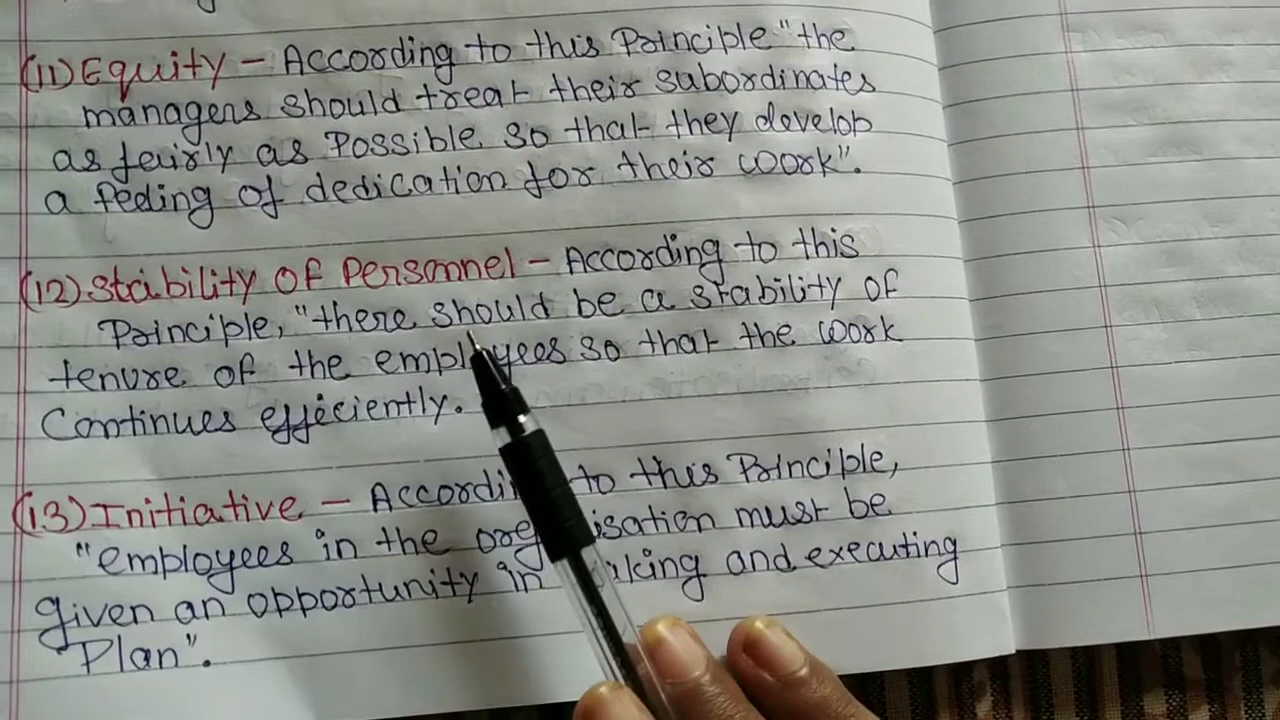 (11) Equity - According to this Principle "the
managers should treat their subordinates
as fairly as Possible so that they develop
a feeling of dedication for their work".
(12) Stability Of Personnel - According to this
Principle, "there should be a stability of
tenure of the employees so that the work
Continues efficiently.
(13) Initiative - According to this Principle,
"employees in the organisation must be
given an opportunity in and executing
Plan".